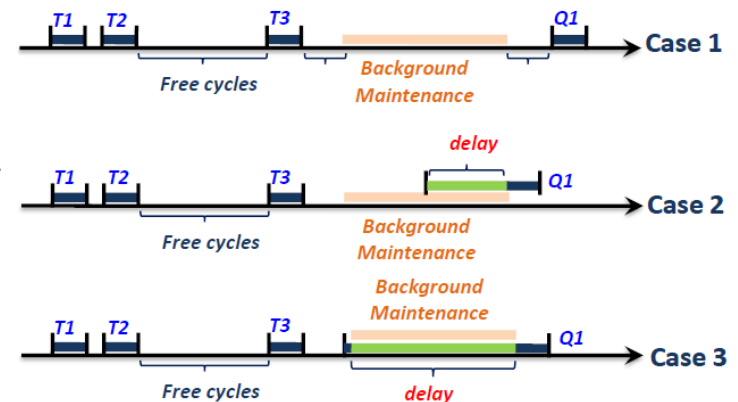 T1 T2 T3 Q1
Case 1
Free cycles
Background
Maintenance
delay
T1 T2 T3 Q1
Case 2
Free cycles
Background
Maintenance
Background
Maintenance
T1 T2 T3 Q1
Case 3
Free cycles
delay